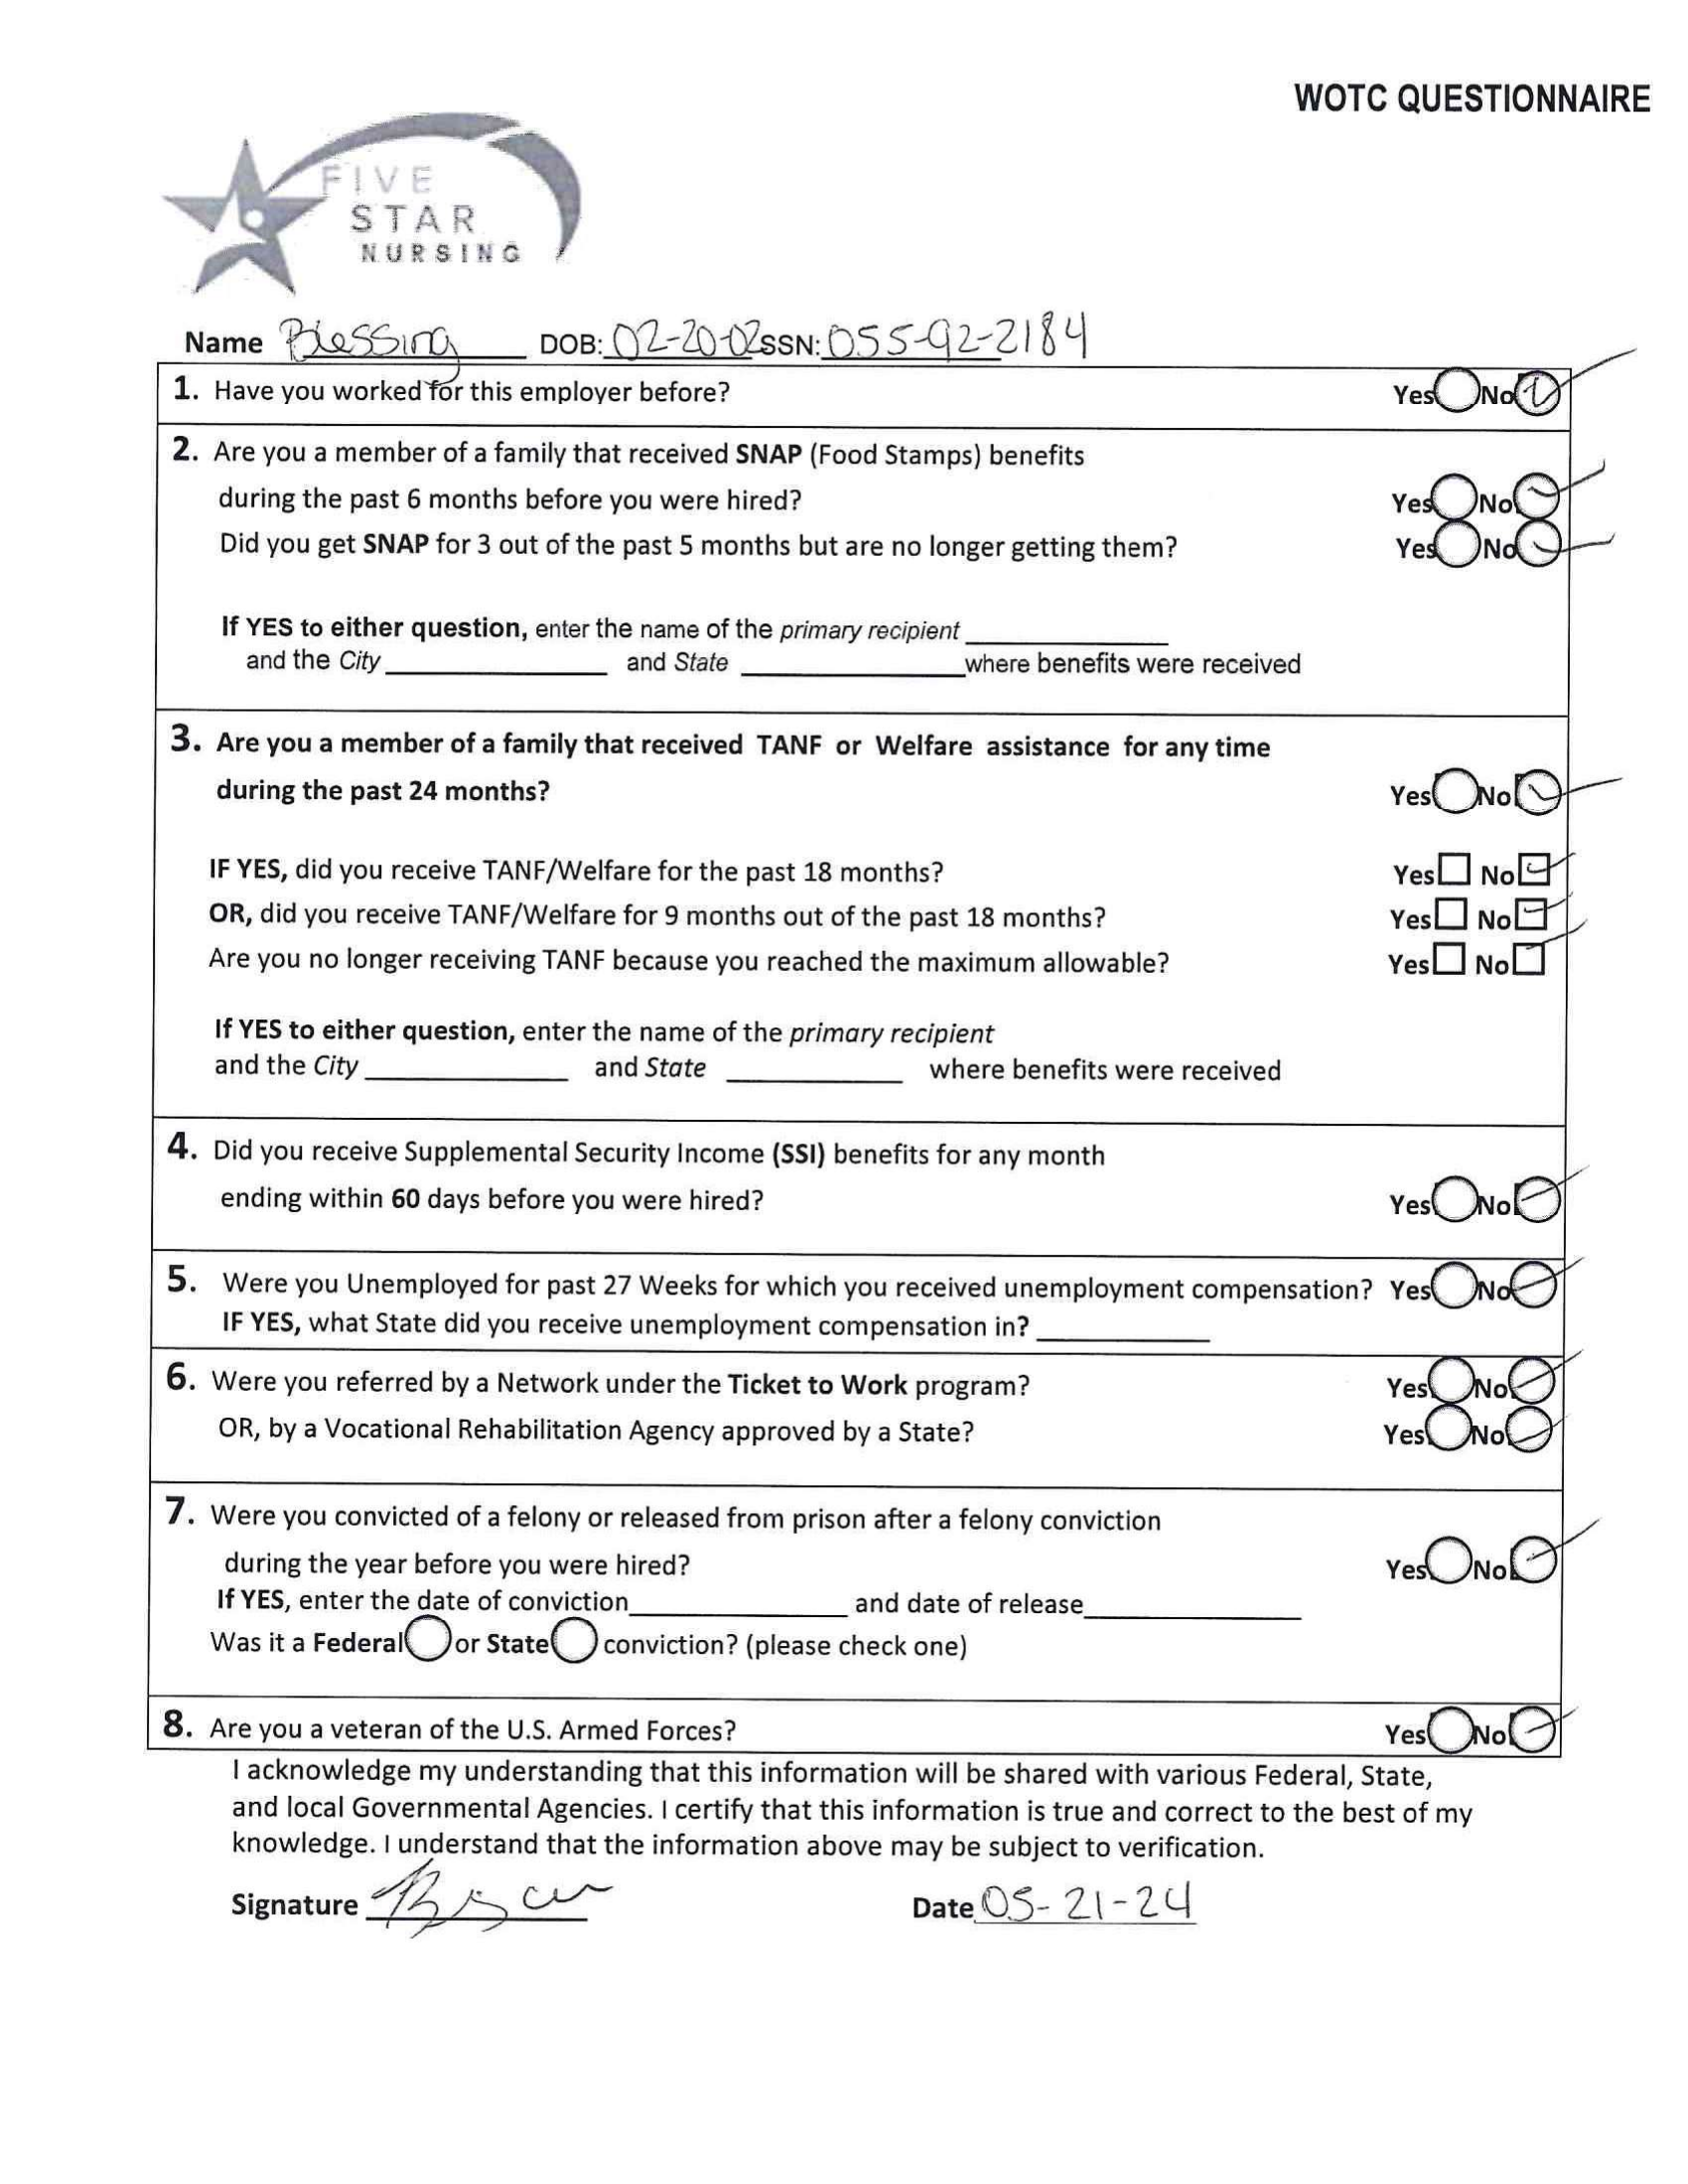 WOTC QUESTIONNAIRE
FIVE
STAR
NURSING
Name Blessing DOB: 02-20-02 SSN: 055-92-2184
1. Have you worked for this employer before? Yes No
2. Are you a member of a family that received SNAP (Food Stamps) benefits
during the past 6 months before you were hired? Yes No
Did you get SNAP for 3 out of the past 5 months but are no longer getting them? Yes No
If YES to either question, enter the name of the primary recipient
and the City and State where benefits were received
3. Are you a member of a family that received TANF or Welfare assistance for any time
during the past 24 months? Yes No
IF YES, did you receive TANF/Welfare for the past 18 months? Yes No
OR, did you receive TANF/Welfare for 9 months out of the past 18 months? Yes No
Are you no longer receiving TANF because you reached the maximum allowable? Yes No
If YES to either question, enter the name of the primary recipient
and the City and State where benefits were received
4. Did you receive Supplemental Security Income (SSI) benefits for any month
ending within 60 days before you were hired? Yes No
5. Were you Unemployed for past 27 Weeks for which you received unemployment compensation? Yes No
IF YES, what State did you receive unemployment compensation in?
6. Were you referred by a Network under the Ticket to Work program? Yes No
OR, by a Vocational Rehabilitation Agency approved by a State? Yes No
7. Were you convicted of a felony or released from prison after a felony conviction
during the year before you were hired? Yes No
If YES, enter the date of conviction and date of release
Was it a Federal or State conviction? (please check one)
8. Are you a veteran of the U.S. Armed Forces? Yes No
I acknowledge my understanding that this information will be shared with various Federal, State,
and local Governmental Agencies. I certify that this information is true and correct to the best of my
knowledge. I understand that the information above may be subject to verification.
Signature Date 05-21-24